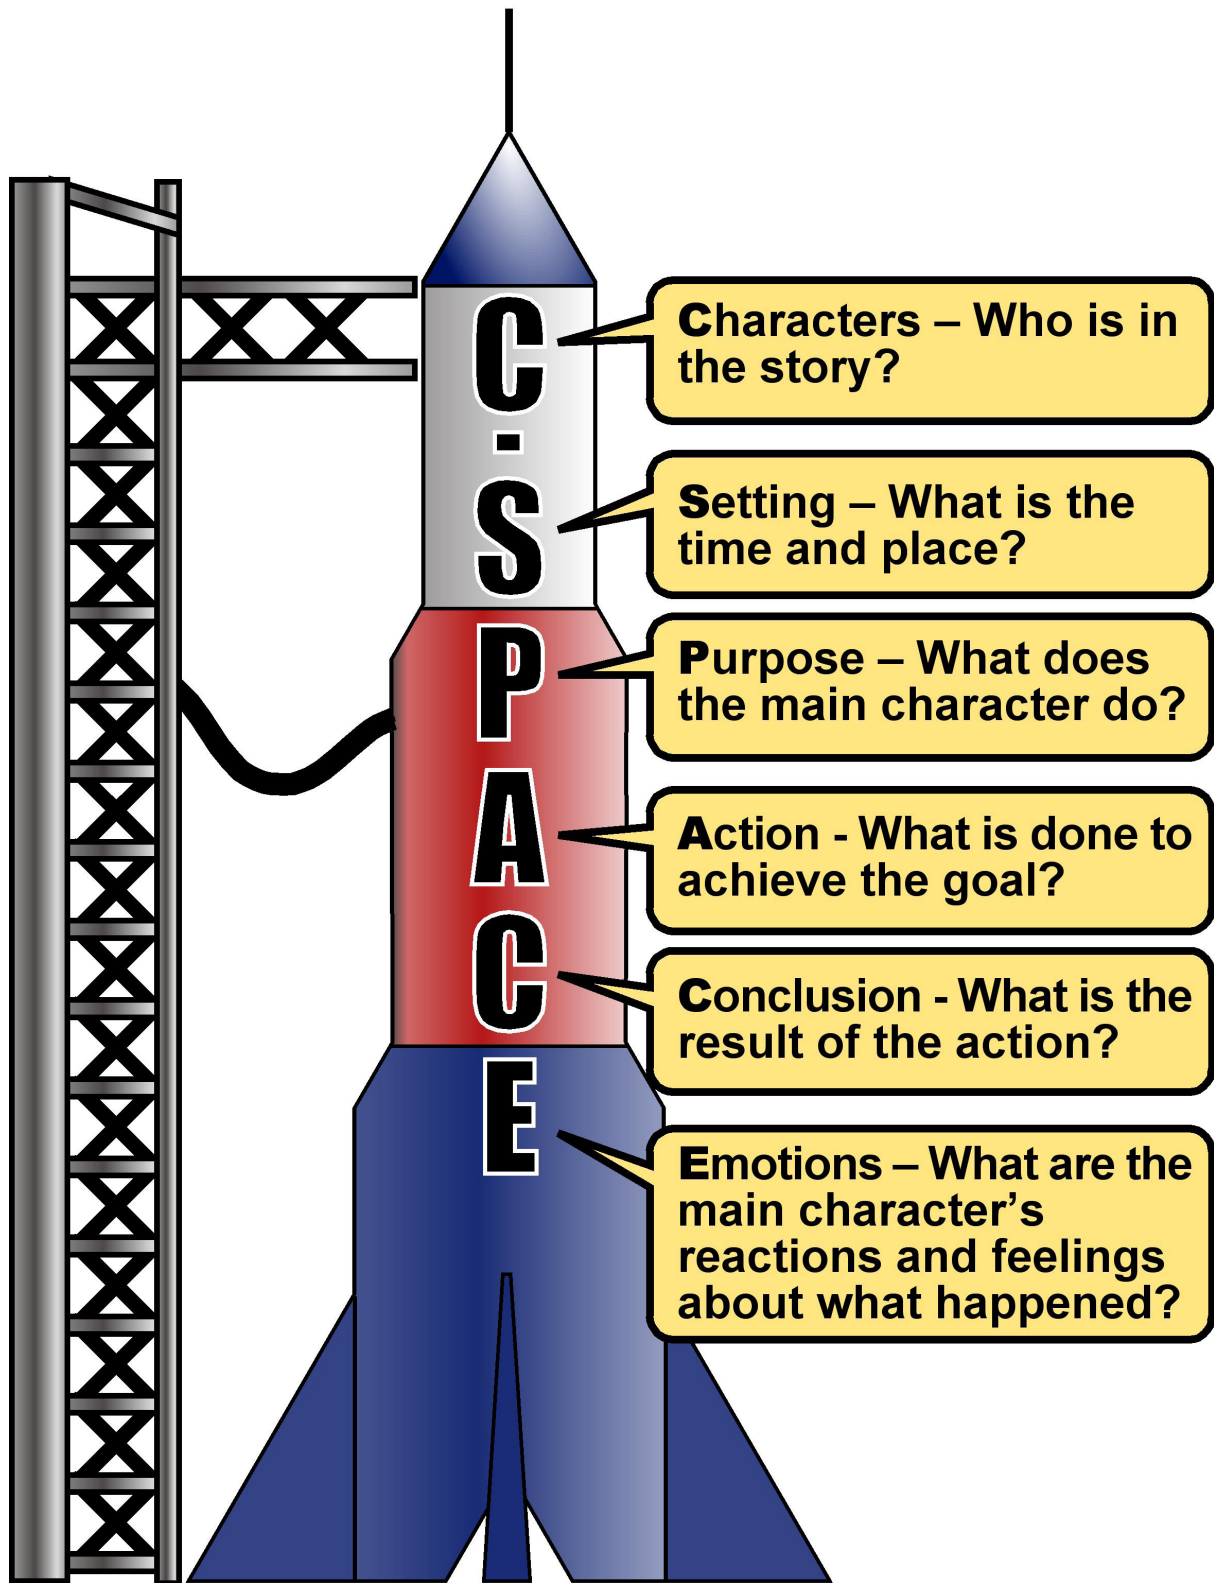 C
Characters – Who is in
the story?
·
S
Setting – What is the
time and place?
P
Purpose – What does
the main character do?
A
Action - What is done to
achieve the goal?
C
Conclusion - What is the
result of the action?
E
Emotions – What are the
main character’s
reactions and feelings
about what happened?